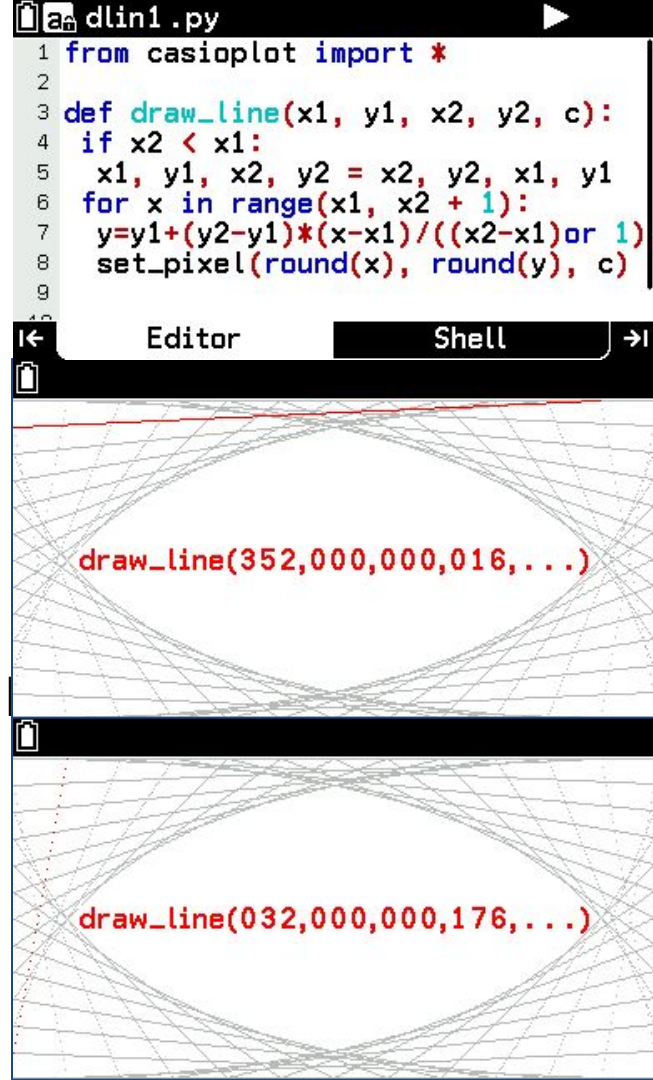 a dlin1.py
1 from casioplot import *
2
3 def draw_line(x1, y1, x2, y2, c):
4 if x2 < x1:
5 x1, y1, x2, y2 = x2, y2, x1, y1
6 for x in range(x1, x2 + 1):
7 y=y1+(y2-y1)*(x-x1)/((x2-x1)or 1)
8 set_pixel(round(x), round(y), c)
9
Editor Shell
draw_line(352,000,000,016,...)
draw_line(032,000,000,176,...)